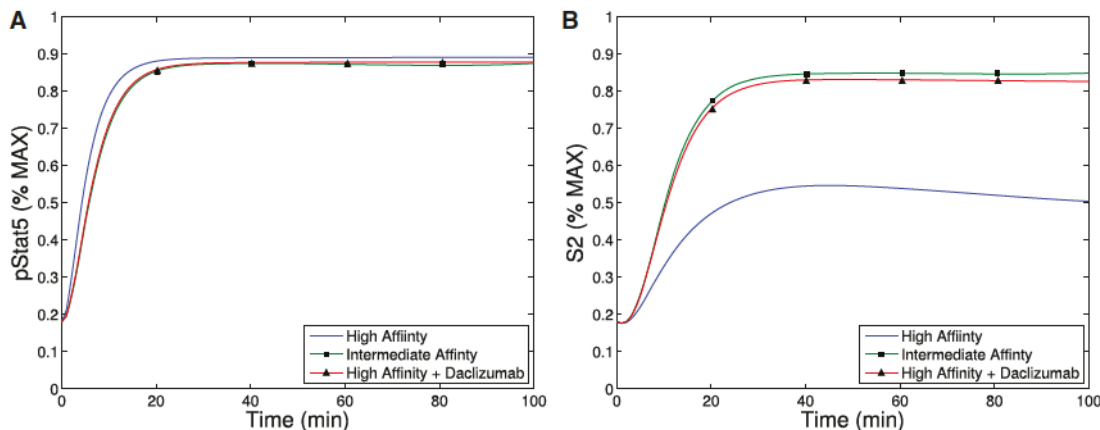 A
pStat5 (% MAX)
1
0.9
0.8
0.7
0.6
0.5
0.4
0.3
0.2
0.1
0
0 20 40 60 80 100
Time (min)
High Affiinty
Intermediate Affinty
High Affinity + Daclizumab
B
S2 (% MAX)
1
0.9
0.8
0.7
0.6
0.5
0.4
0.3
0.2
0.1
0
0 20 40 60 80 100
Time (min)
High Affiinty
Intermediate Affinty
High Affinity + Daclizumab